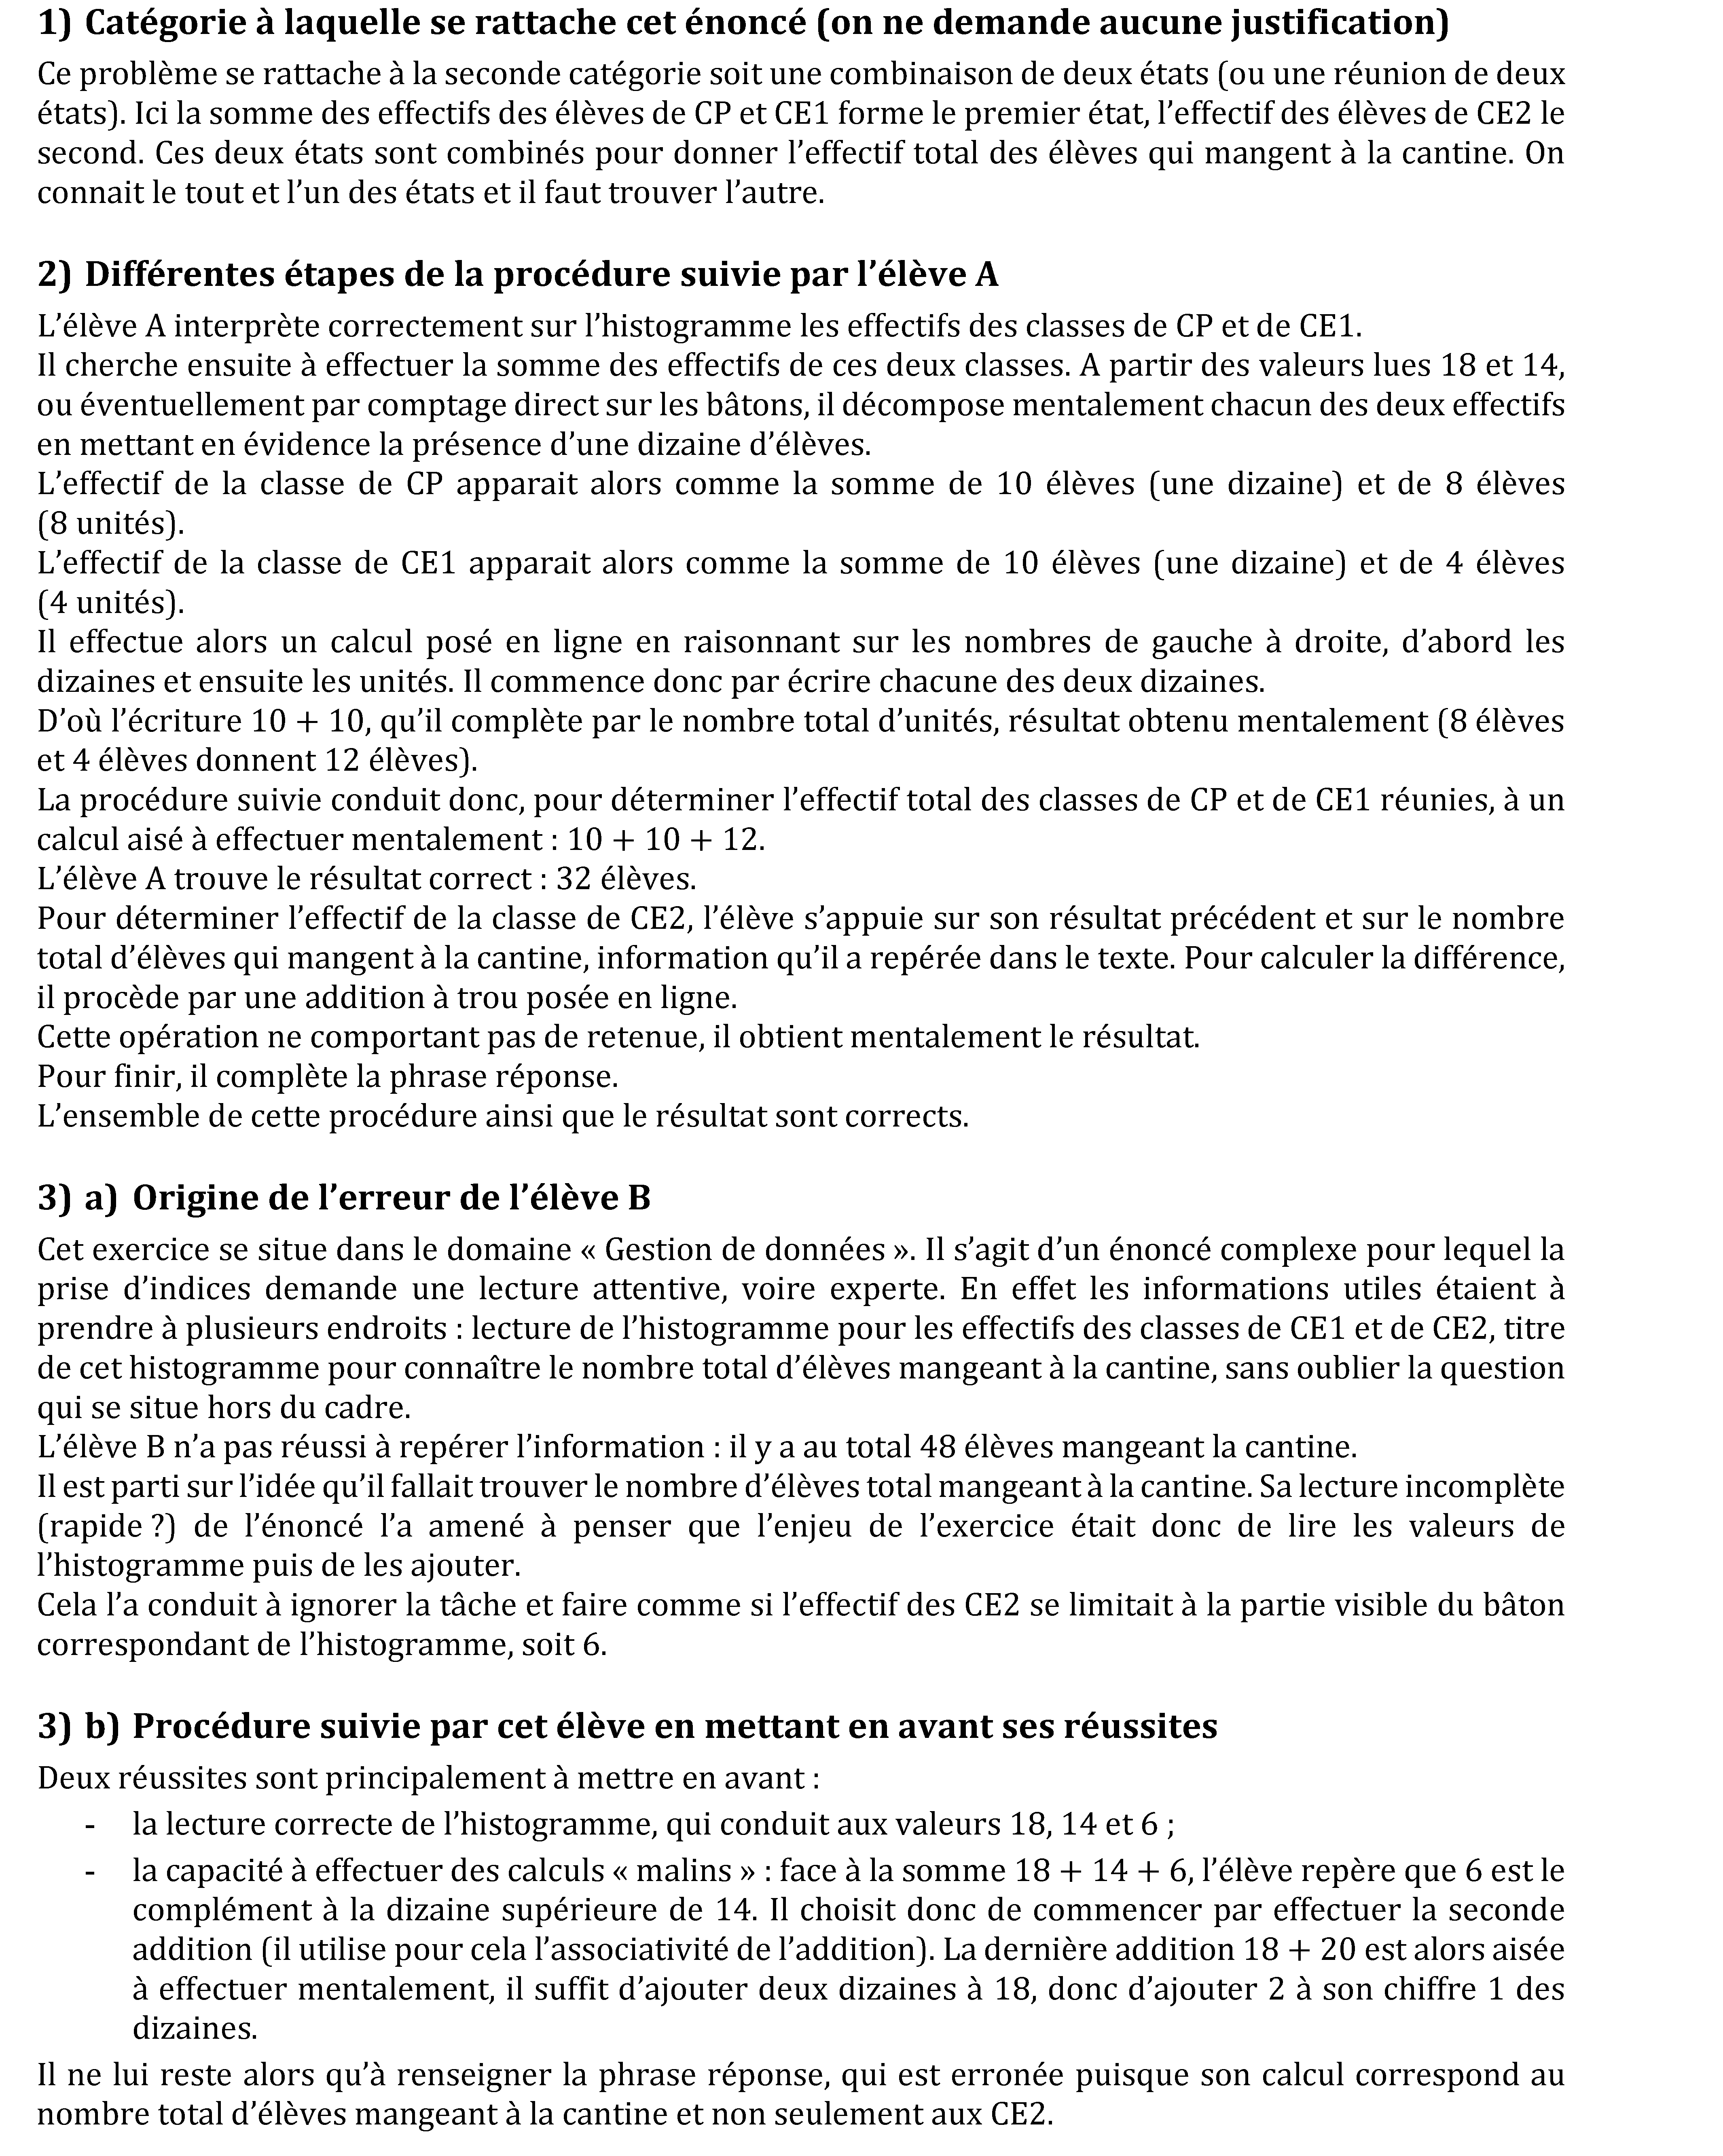 1) Catégorie à laquelle se rattache cet énoncé (on ne demande aucune justification)
Ce problème se rattache à la seconde catégorie soit une combinaison de deux états (ou une réunion de deux
états). Ici la somme des effectifs des élèves de CP et CE1 forme le premier état, l’effectif des élèves de CE2 le
second. Ces deux états sont combinés pour donner l’effectif total des élèves qui mangent à la cantine. On
connait le tout et l’un des états et il faut trouver l’autre.
2) Différentes étapes de la procédure suivie par l’élève A
L’élève A interprète correctement sur l’histogramme les effectifs des classes de CP et de CE1.
Il cherche ensuite à effectuer la somme des effectifs de ces deux classes. A partir des valeurs lues 18 et 14,
ou éventuellement par comptage direct sur les bâtons, il décompose mentalement chacun des deux effectifs
en mettant en évidence la présence d’une dizaine d’élèves.
L’effectif de la classe de CP apparait alors comme la somme de 10 élèves (une dizaine) et de 8 élèves
(8 unités).
L’effectif de la classe de CE1 apparait alors comme la somme de 10 élèves (une dizaine) et de 4 élèves
(4 unités).
Il effectue alors un calcul posé en ligne en raisonnant sur les nombres de gauche à droite, d’abord les
dizaines et ensuite les unités. Il commence donc par écrire chacune des deux dizaines.
D’où l’écriture 10 + 10, qu’il complète par le nombre total d’unités, résultat obtenu mentalement (8 élèves
et 4 élèves donnent 12 élèves).
La procédure suivie conduit donc, pour déterminer l’effectif total des classes de CP et de CE1 réunies, à un
calcul aisé à effectuer mentalement : 10 + 10 + 12.
L’élève A trouve le résultat correct : 32 élèves.
Pour déterminer l’effectif de la classe de CE2, l’élève s’appuie sur son résultat précédent et sur le nombre
total d’élèves qui mangent à la cantine, information qu’il a repérée dans le texte. Pour calculer la différence,
il procède par une addition à trou posée en ligne.
Cette opération ne comportant pas de retenue, il obtient mentalement le résultat.
Pour finir, il complète la phrase réponse.
L’ensemble de cette procédure ainsi que le résultat sont corrects.
3) a) Origine de l’erreur de l’élève B
Cet exercice se situe dans le domaine « Gestion de données ». Il s’agit d’un énoncé complexe pour lequel la
prise d’indices demande une lecture attentive, voire experte. En effet les informations utiles étaient à
prendre à plusieurs endroits : lecture de l’histogramme pour les effectifs des classes de CE1 et de CE2, titre
de cet histogramme pour connaître le nombre total d’élèves mangeant à la cantine, sans oublier la question
qui se situe hors du cadre.
L’élève B n’a pas réussi à repérer l’information : il y a au total 48 élèves mangeant la cantine.
Il est parti sur l’idée qu’il fallait trouver le nombre d’élèves total mangeant à la cantine. Sa lecture incomplète
(rapide ?) de l’énoncé l’a amené à penser que l’enjeu de l’exercice était donc de lire les valeurs de
l’histogramme puis de les ajouter.
Cela l’a conduit à ignorer la tâche et faire comme si l’effectif des CE2 se limitait à la partie visible du bâton
correspondant de l’histogramme, soit 6.
3) b) Procédure suivie par cet élève en mettant en avant ses réussites
Deux réussites sont principalement à mettre en avant :
- la lecture correcte de l’histogramme, qui conduit aux valeurs 18, 14 et 6 ;
- la capacité à effectuer des calculs « malins » : face à la somme 18 + 14 + 6, l’élève repère que 6 est le
complément à la dizaine supérieure de 14. Il choisit donc de commencer par effectuer la seconde
addition (il utilise pour cela l’associativité de l’addition). La dernière addition 18 + 20 est alors aisée
à effectuer mentalement, il suffit d’ajouter deux dizaines à 18, donc d’ajouter 2 à son chiffre 1 des
dizaines.
Il ne lui reste alors qu’à renseigner la phrase réponse, qui est erronée puisque son calcul correspond au
nombre total d’élèves mangeant à la cantine et non seulement aux CE2.